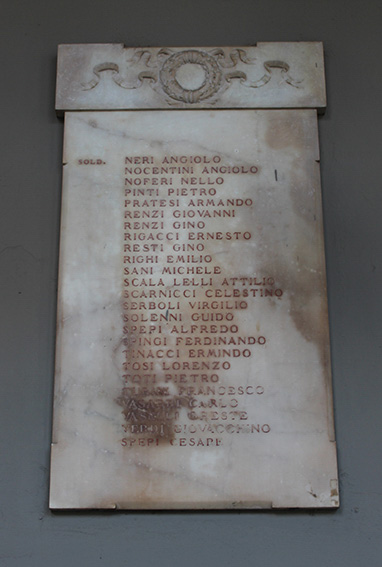 SOLD. NERI ANGIOLO
NOCENTINI ANGIOLO
NOFERI NELLO
PINTI PIETRO
PRATESI ARMANDO
RENZI GIOVANNI
RENZI GINO
RIGACCI ERNESTO
RESTI GINO
RIGHI EMILIO
SANI MICHELE
SCALA LELLI ATTILIO
SCARNICCI CELESTINO
SERBOLI VIRGILIO
SOLENNI GUIDO
SPEPI ALFREDO
SPINGI FERDINANDO
TINACCI ERMINDO
TOSI LORENZO
TOTI PIETRO
FRANCESCO
CARLO
ORESTE
GIOVACCHINO
SPEPI CESARE